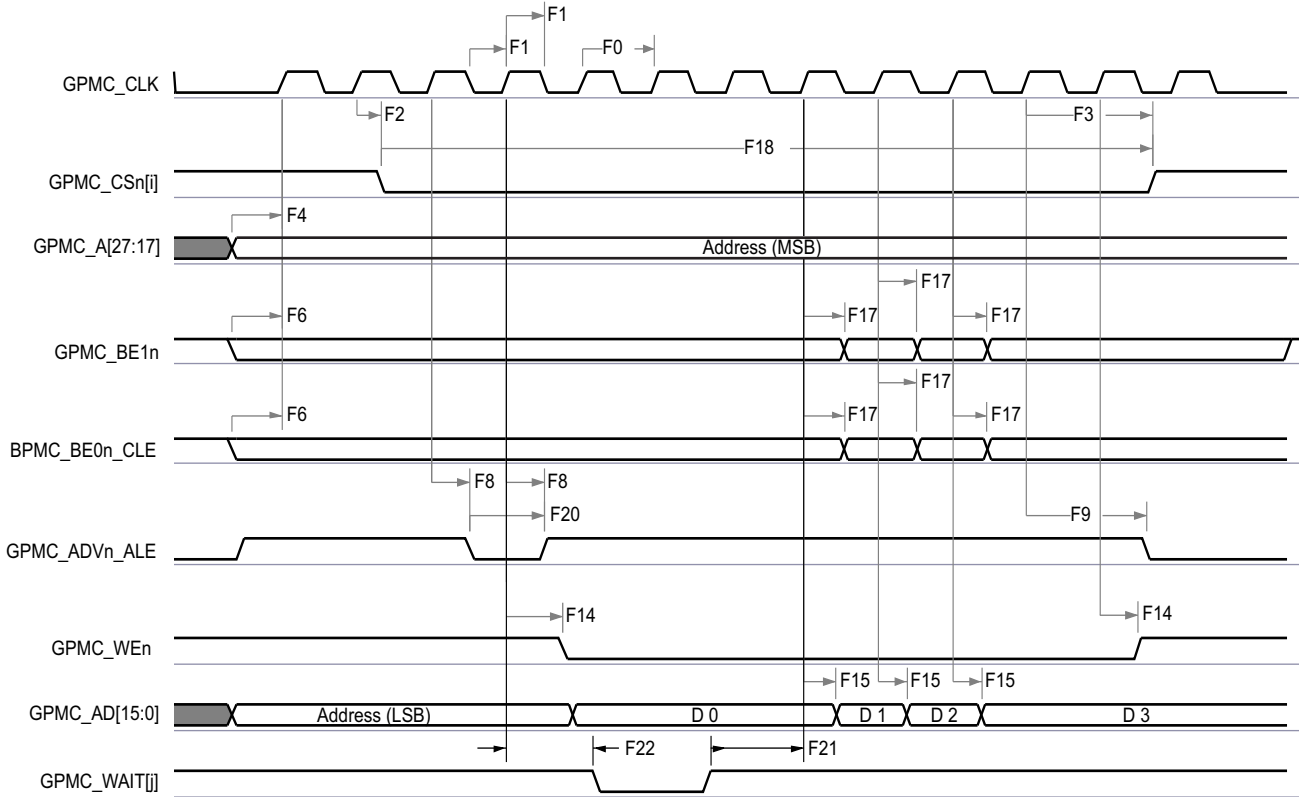 F1
F1
F0
GPMC_CLK
F2
F3
F18
GPMC_CSn[i]
F4
GPMC_A[27:17]
Address (MSB)
F17
F6
F17
F17
GPMC_BE1n
F17
F6
F17
F17
BPMC_BE0n_CLE
F8
F8
F20
F9
GPMC_ADVn_ALE
F14
F14
GPMC_WEn
F15
F15
F15
GPMC_AD[15:0]
Address (LSB)
D 0
D 1
D 2
D 3
F22
F21
GPMC_WAIT[j]